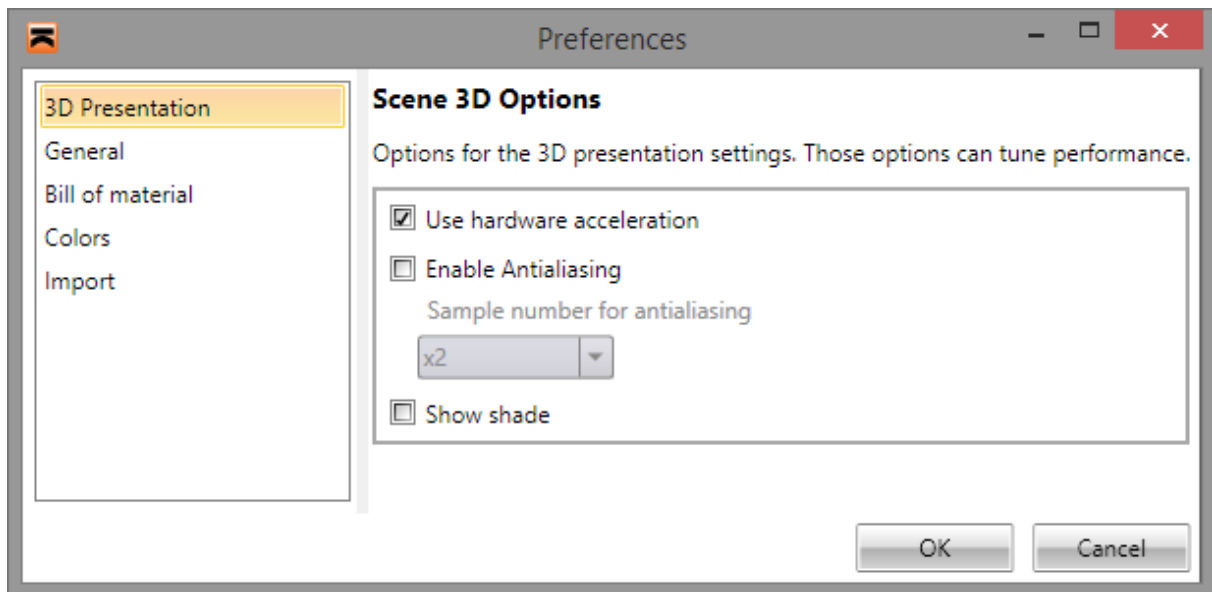 Preferences
3D Presentation
General
Bill of material
Colors
Import
Scene 3D Options
Options for the 3D presentation settings. Those options can tune performance.
Use hardware acceleration
Enable Antialiasing
Sample number for antialiasing
x2
Show shade
OK
Cancel